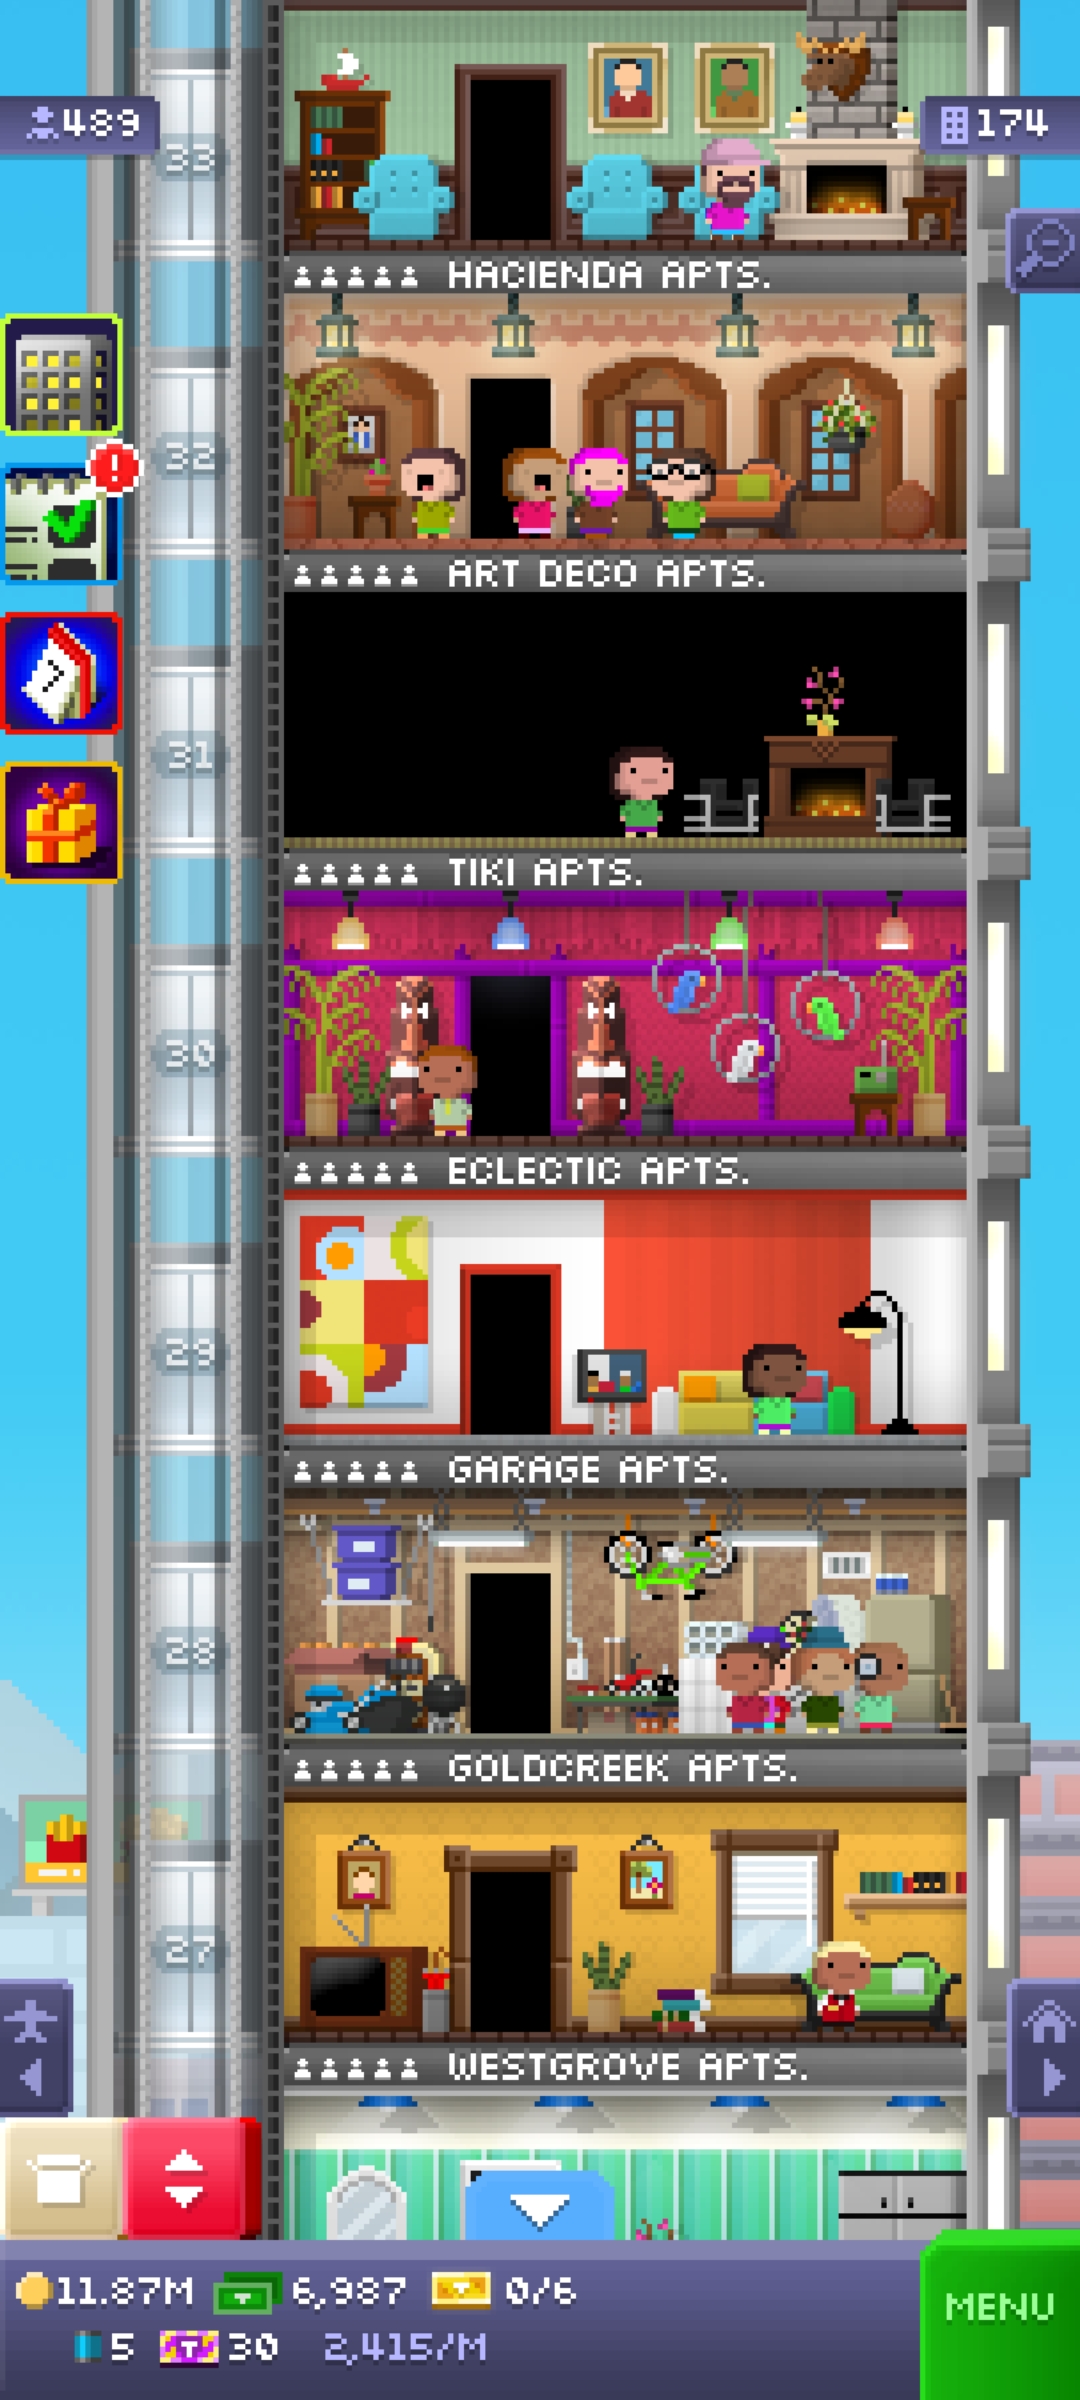 489
174
33
HACIENDA APTS.
32
ART DECO APTS.
31
TIKI APTS.
30
ECLECTIC APTS.
29
GARAGE APTS.
28
GOLDCREEK APTS.
27
WESTGROVE APTS.
11.87M 6,987 0/6
5 T 30 2,415/M
MENU